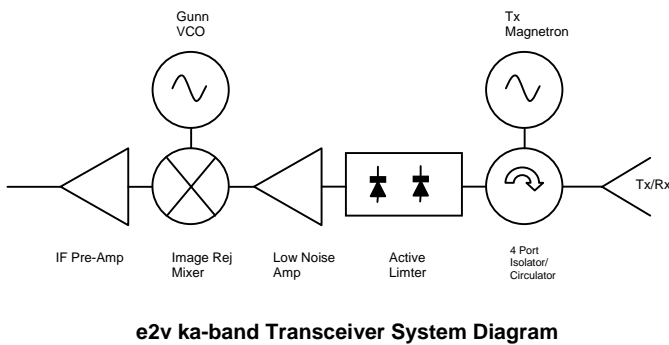 Gunn
VCO
Tx
Magnetron
Tx/Rx
IF Pre-Amp
Image Rej
Mixer
Low Noise
Amp
Active
Limter
4 Port
Isolator/
Circulator
e2v ka-band Transceiver System Diagram